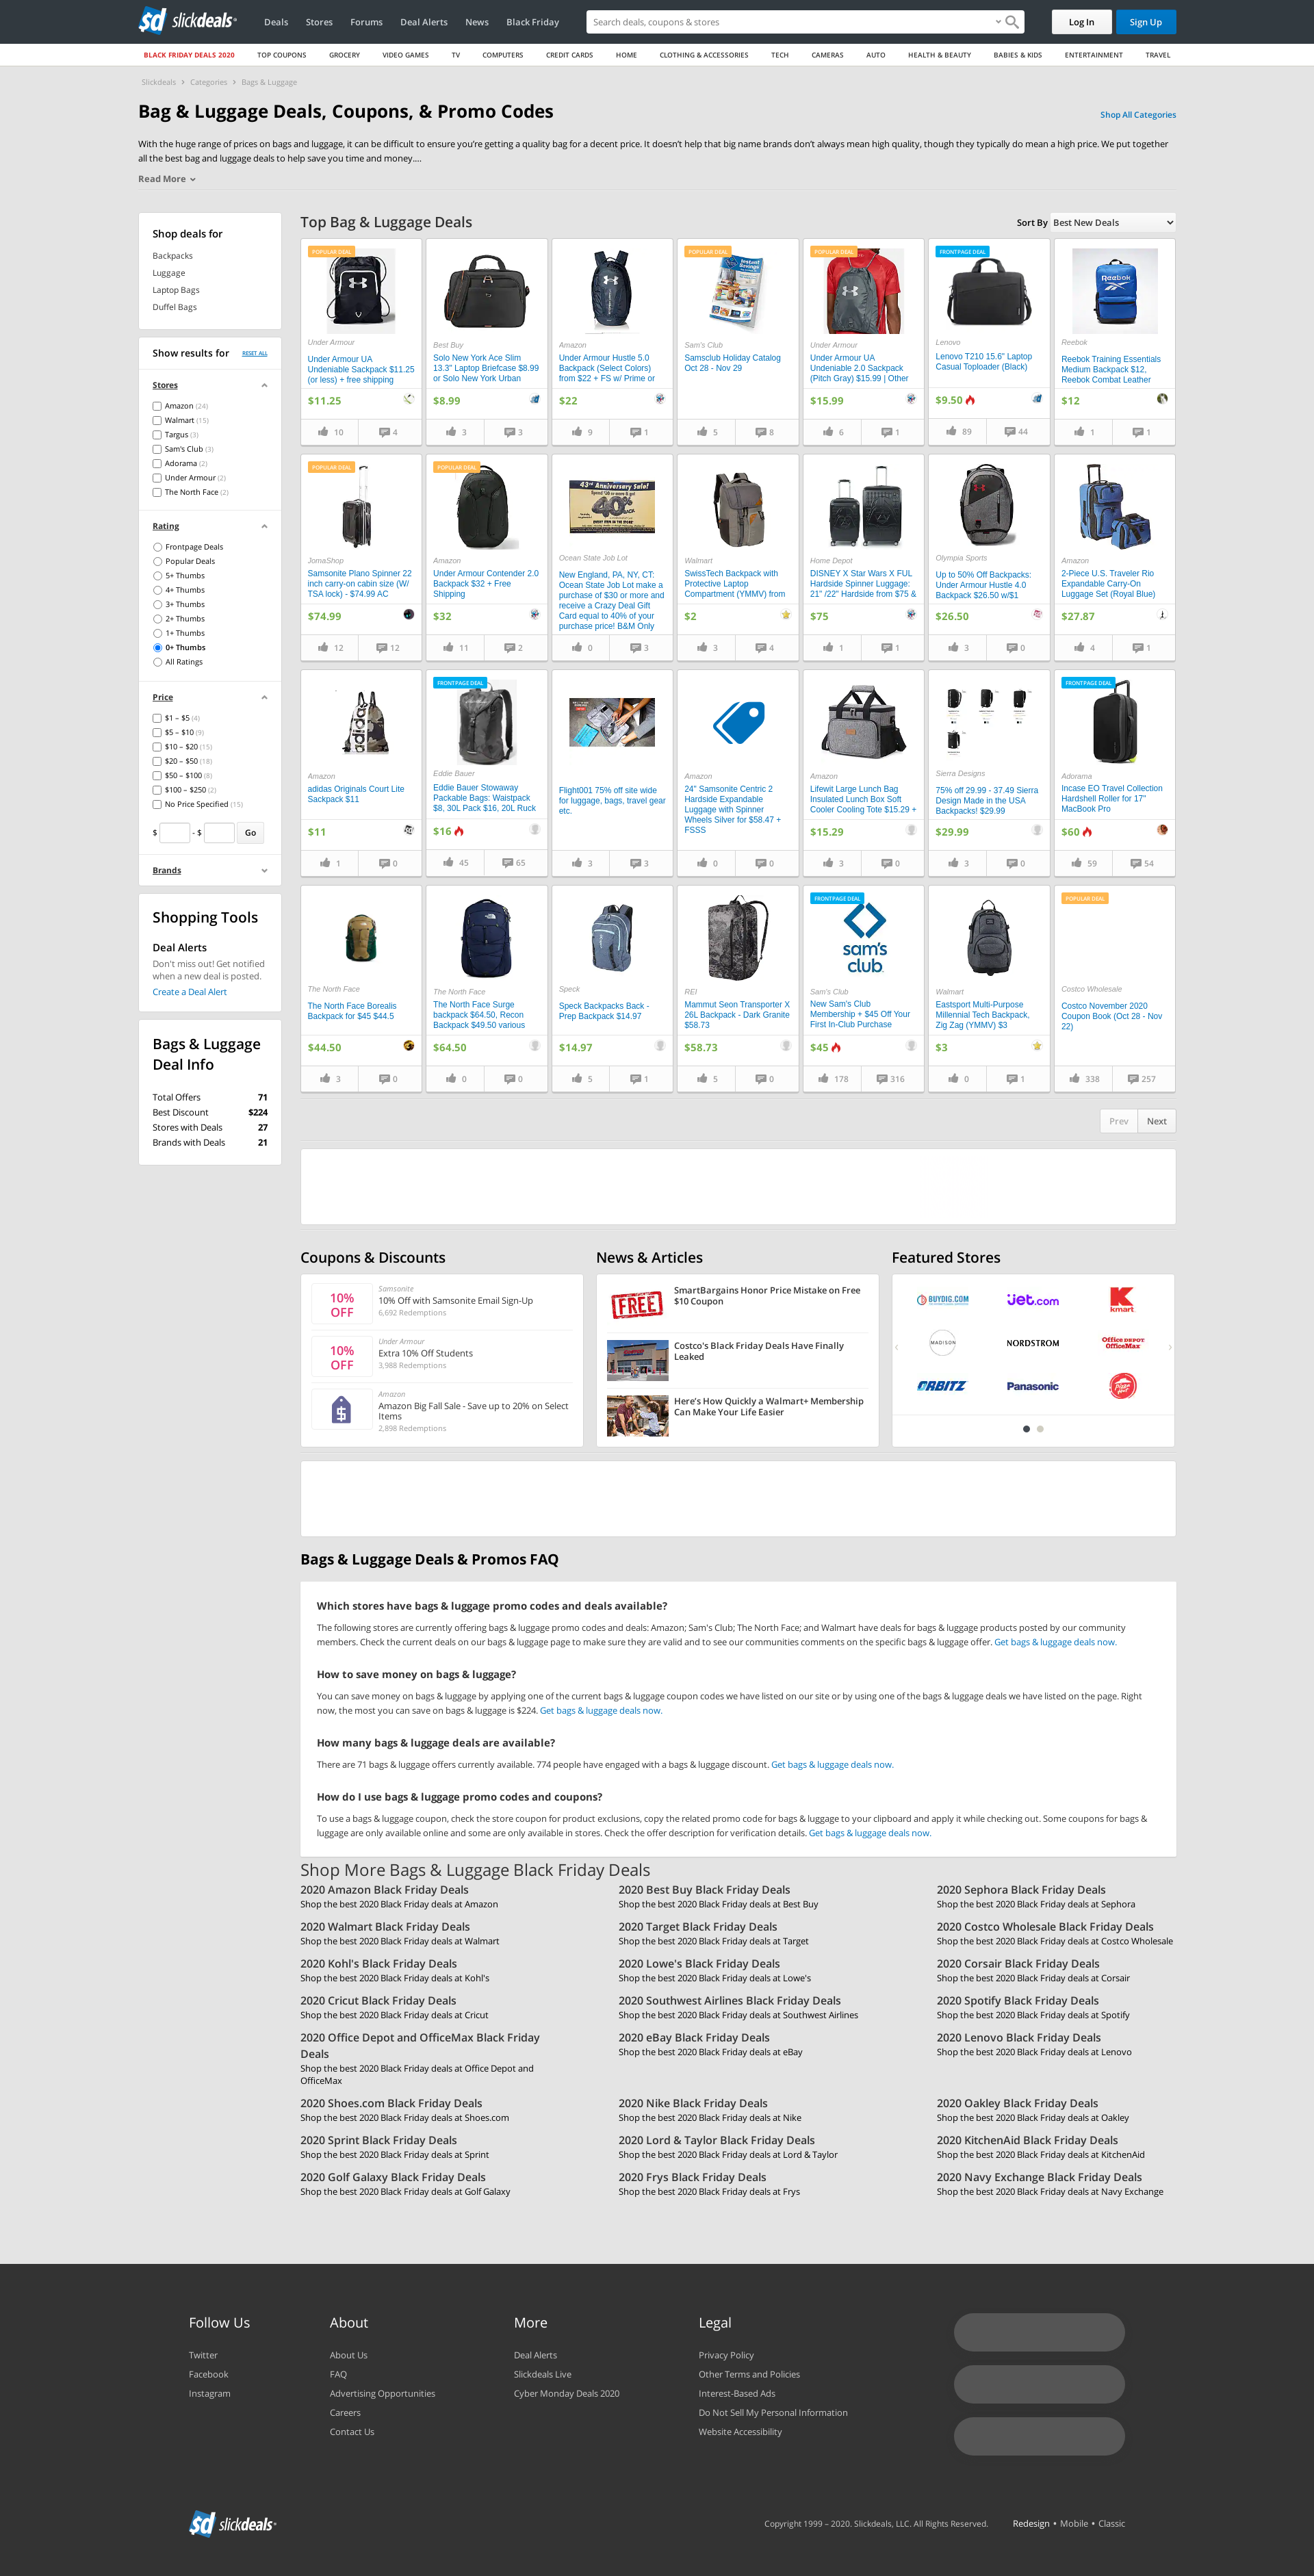 slickdeals
Deals
Stores
Forums
Deal Alerts
News
Black Friday
Search deals, coupons & stores
Log In
Sign Up
BLACK FRIDAY DEALS 2020
TOP COUPONS
GROCERY
VIDEO GAMES
TV
COMPUTERS
CREDIT CARDS
HOME
CLOTHING & ACCESSORIES
TECH
CAMERAS
AUTO
HEALTH & BEAUTY
BABIES & KIDS
ENTERTAINMENT
TRAVEL
Slickdeals › Categories › Bags & Luggage
Bag & Luggage Deals, Coupons, & Promo Codes
Shop All Categories
With the huge range of prices on bags and luggage, it can be difficult to ensure you're getting a quality bag for a decent price. It doesn't help that big name brands don't always mean high quality, though they typically do mean a high price. We put together
all the best bag and luggage deals to help save you time and money....
Read More
Shop deals for
Backpacks
Luggage
Laptop Bags
Duffel Bags
Show results for
RESET ALL
Stores
Amazon (24)
Walmart (15)
Targus (3)
Sam's Club (3)
Adorama (2)
Under Armour (2)
The North Face (2)
Rating
Frontpage Deals
Popular Deals
5+ Thumbs
4+ Thumbs
3+ Thumbs
2+ Thumbs
1+ Thumbs
0+ Thumbs
All Ratings
Price
$1 – $5 (4)
$5 – $10 (9)
$10 – $20 (15)
$20 – $50 (18)
$50 – $100 (8)
$100 – $250 (2)
No Price Specified (15)
$ - $ Go
Brands
Shopping Tools
Deal Alerts
Don't miss out! Get notified
when a new deal is posted.
Create a Deal Alert
Bags & Luggage
Deal Info
Total Offers 71
Best Discount $224
Stores with Deals 27
Brands with Deals 21
Top Bag & Luggage Deals
Sort By Best New Deals
POPULAR DEAL
Under Armour
Under Armour UA
Undeniable Sackpack $11.25
(or less) + free shipping
$11.25
10 4
Best Buy
Solo New York Ace Slim
13.3" Laptop Briefcase $8.99
or Solo New York Urban
$8.99
3 3
Amazon
Under Armour Hustle 5.0
Backpack (Select Colors)
from $22 + FS w/ Prime or
$22
9 1
POPULAR DEAL
Sam's Club
Samsclub Holiday Catalog
Oct 28 - Nov 29
5 8
POPULAR DEAL
Under Armour
Under Armour UA
Undeniable 2.0 Sackpack
(Pitch Gray) $15.99 | Other
$15.99
6 1
FRONTPAGE DEAL
Lenovo
Lenovo T210 15.6" Laptop
Casual Toploader (Black)
$9.50
89 44
Reebok
Reebok
Reebok Training Essentials
Medium Backpack $12,
Reebok Combat Leather
$12
1 1
POPULAR DEAL
JomaShop
Samsonite Plano Spinner 22
inch carry-on cabin size (W/
TSA lock) - $74.99 AC
$74.99
12 12
POPULAR DEAL
Amazon
Under Armour Contender 2.0
Backpack $32 + Free
Shipping
$32
11 2
43rd Anniversary Sale!
40%
Ocean State Job Lot
New England, PA, NY, CT:
Ocean State Job Lot make a
purchase of $30 or more and
receive a Crazy Deal Gift
Card equal to 40% of your
purchase price! B&M Only
0 3
Walmart
SwissTech Backpack with
Protective Laptop
Compartment (YMMV) from
$2
3 4
Home Depot
DISNEY X Star Wars X FUL
Hardside Spinner Luggage:
21" /22" Hardside from $75 &
$75
1 1
Olympia Sports
Up to 50% Off Backpacks:
Under Armour Hustle 4.0
Backpack $26.50 w/$1
$26.50
3 0
Amazon
2-Piece U.S. Traveler Rio
Expandable Carry-On
Luggage Set (Royal Blue)
$27.87
4 1
adidas
Amazon
adidas Originals Court Lite
Sackpack $11
$11
1 0
FRONTPAGE DEAL
Eddie Bauer
Eddie Bauer Stowaway
Packable Bags: Waistpack
$8, 30L Pack $16, 20L Ruck
$16
45 65
Flight001 75% off site wide
for luggage, bags, travel gear
etc.
3 3
Amazon
24" Samsonite Centric 2
Hardside Expandable
Luggage with Spinner
Wheels Silver for $58.47 +
FSSS
0 0
Amazon
Lifewit Large Lunch Bag
Insulated Lunch Box Soft
Cooler Cooling Tote $15.29 +
$15.29
3 0
Sierra Designs
75% off 29.99 - 37.49 Sierra
Design Made in the USA
Backpacks! $29.99
$29.99
3 0
FRONTPAGE DEAL
Adorama
Incase EO Travel Collection
Hardshell Roller for 17"
MacBook Pro
$60
59 54
The North Face
The North Face Borealis
Backpack for $45 $44.5
$44.50
3 0
The North Face
The North Face Surge
backpack $64.50, Recon
Backpack $49.50 various
$64.50
0 0
Speck
Speck Backpacks Back -
Prep Backpack $14.97
$14.97
5 1
REI
Mammut Seon Transporter X
26L Backpack - Dark Granite
$58.73
$58.73
5 0
FRONTPAGE DEAL
sam's
club
Sam's Club
New Sam's Club
Membership + $45 Off Your
First In-Club Purchase
$45
178 316
Walmart
Eastsport Multi-Purpose
Millennial Tech Backpack,
Zig Zag (YMMV) $3
$3
0 1
POPULAR DEAL
Costco Wholesale
Costco November 2020
Coupon Book (Oct 28 - Nov
22)
338 257
Prev Next
Coupons & Discounts
10%
OFF
Samsonite
10% Off with Samsonite Email Sign-Up
6,692 Redemptions
10%
OFF
Under Armour
Extra 10% Off Students
3,988 Redemptions
Amazon
Amazon Big Fall Sale - Save up to 20% on Select
Items
2,898 Redemptions
News & Articles
FREE
SmartBargains Honor Price Mistake on Free
$10 Coupon
Costco's Black Friday Deals Have Finally
Leaked
Here's How Quickly a Walmart+ Membership
Can Make Your Life Easier
Featured Stores
BUYDIG.COM
jet.com
kmart
MADISON
NORDSTROM
Office DEPOT
OfficeMax
ORBITZ
Panasonic
Pizza Hut
Bags & Luggage Deals & Promos FAQ
Which stores have bags & luggage promo codes and deals available?
The following stores are currently offering bags & luggage promo codes and deals: Amazon; Sam's Club; The North Face; and Walmart have deals for bags & luggage products posted by our community
members. Check the current deals on our bags & luggage page to make sure they are valid and to see our communities comments on the specific bags & luggage offer. Get bags & luggage deals now.
How to save money on bags & luggage?
You can save money on bags & luggage by applying one of the current bags & luggage coupon codes we have listed on our site or by using one of the bags & luggage deals we have listed on the page. Right
now, the most you can save on bags & luggage is $224. Get bags & luggage deals now.
How many bags & luggage deals are available?
There are 71 bags & luggage offers currently available. 774 people have engaged with a bags & luggage discount. Get bags & luggage deals now.
How do I use bags & luggage promo codes and coupons?
To use a bags & luggage coupon, check the store coupon for product exclusions, copy the related promo code for bags & luggage to your clipboard and apply it while checking out. Some coupons for bags &
luggage are only available online and some are only available in stores. Check the offer description for verification details. Get bags & luggage deals now.
Shop More Bags & Luggage Black Friday Deals
2020 Amazon Black Friday Deals
Shop the best 2020 Black Friday deals at Amazon
2020 Best Buy Black Friday Deals
Shop the best 2020 Black Friday deals at Best Buy
2020 Sephora Black Friday Deals
Shop the best 2020 Black Friday deals at Sephora
2020 Walmart Black Friday Deals
Shop the best 2020 Black Friday deals at Walmart
2020 Target Black Friday Deals
Shop the best 2020 Black Friday deals at Target
2020 Costco Wholesale Black Friday Deals
Shop the best 2020 Black Friday deals at Costco Wholesale
2020 Kohl's Black Friday Deals
Shop the best 2020 Black Friday deals at Kohl's
2020 Lowe's Black Friday Deals
Shop the best 2020 Black Friday deals at Lowe's
2020 Corsair Black Friday Deals
Shop the best 2020 Black Friday deals at Corsair
2020 Cricut Black Friday Deals
Shop the best 2020 Black Friday deals at Cricut
2020 Southwest Airlines Black Friday Deals
Shop the best 2020 Black Friday deals at Southwest Airlines
2020 Spotify Black Friday Deals
Shop the best 2020 Black Friday deals at Spotify
2020 Office Depot and OfficeMax Black Friday
Deals
Shop the best 2020 Black Friday deals at Office Depot and
OfficeMax
2020 eBay Black Friday Deals
Shop the best 2020 Black Friday deals at eBay
2020 Lenovo Black Friday Deals
Shop the best 2020 Black Friday deals at Lenovo
2020 Shoes.com Black Friday Deals
Shop the best 2020 Black Friday deals at Shoes.com
2020 Nike Black Friday Deals
Shop the best 2020 Black Friday deals at Nike
2020 Oakley Black Friday Deals
Shop the best 2020 Black Friday deals at Oakley
2020 Sprint Black Friday Deals
Shop the best 2020 Black Friday deals at Sprint
2020 Lord & Taylor Black Friday Deals
Shop the best 2020 Black Friday deals at Lord & Taylor
2020 KitchenAid Black Friday Deals
Shop the best 2020 Black Friday deals at KitchenAid
2020 Golf Galaxy Black Friday Deals
Shop the best 2020 Black Friday deals at Golf Galaxy
2020 Frys Black Friday Deals
Shop the best 2020 Black Friday deals at Frys
2020 Navy Exchange Black Friday Deals
Shop the best 2020 Black Friday deals at Navy Exchange
Follow Us
Twitter
Facebook
Instagram
About
About Us
FAQ
Advertising Opportunities
Careers
Contact Us
More
Deal Alerts
Slickdeals Live
Cyber Monday Deals 2020
Legal
Privacy Policy
Other Terms and Policies
Interest-Based Ads
Do Not Sell My Personal Information
Website Accessibility
slickdeals
Copyright 1999 – 2020. Slickdeals, LLC. All Rights Reserved.
Redesign • Mobile • Classic